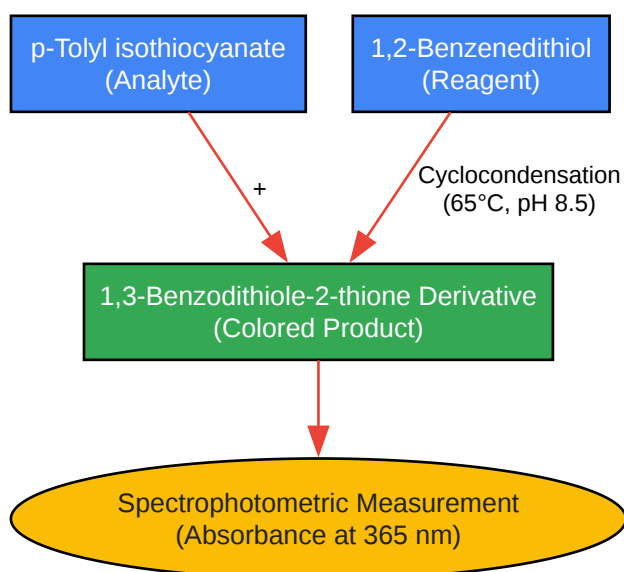 p-Tolyl isothiocyanate
(Analyte)
1,2-Benzenedithiol
(Reagent)
+
Cyclocondensation
(65°C, pH 8.5)
1,3-Benzodithiole-2-thione Derivative
(Colored Product)
Spectrophotometric Measurement
(Absorbance at 365 nm)